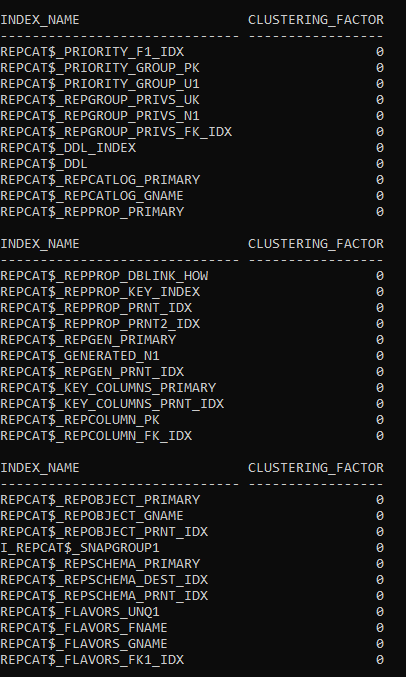 INDEX_NAME                     CLUSTERING_FACTOR
------------------------------ -----------------
REPCAT$_PRIORITY_F1_IDX                        0
REPCAT$_PRIORITY_GROUP_PK                      0
REPCAT$_PRIORITY_GROUP_U1                      0
REPCAT$_REPGROUP_PRIVS_UK                      0
REPCAT$_REPGROUP_PRIVS_N1                      0
REPCAT$_REPGROUP_PRIVS_FK_IDX                  0
REPCAT$_DDL_INDEX                              0
REPCAT$_DDL                                    0
REPCAT$_REPCATLOG_PRIMARY                      0
REPCAT$_REPCATLOG_GNAME                        0
REPCAT$_REPPROP_PRIMARY                        0

INDEX_NAME                     CLUSTERING_FACTOR
------------------------------ -----------------
REPCAT$_REPPROP_DBLINK_HOW                     0
REPCAT$_REPPROP_KEY_INDEX                      0
REPCAT$_REPPROP_PRNT_IDX                       0
REPCAT$_REPPROP_PRNT2_IDX                      0
REPCAT$_REPGEN_PRIMARY                         0
REPCAT$_GENERATED_N1                           0
REPCAT$_REPGEN_PRNT_IDX                        0
REPCAT$_KEY_COLUMNS_PRIMARY                    0
REPCAT$_KEY_COLUMNS_PRNT_IDX                   0
REPCAT$_REPCOLUMN_PK                           0
REPCAT$_REPCOLUMN_FK_IDX                       0

INDEX_NAME                     CLUSTERING_FACTOR
------------------------------ -----------------
REPCAT$_REPOBJECT_PRIMARY                      0
REPCAT$_REPOBJECT_GNAME                        0
REPCAT$_REPOBJECT_PRNT_IDX                     0
I_REPCAT$_SNAPGROUP1                           0
REPCAT$_REPSCHEMA_PRIMARY                      0
REPCAT$_REPSCHEMA_DEST_IDX                     0
REPCAT$_REPSCHEMA_PRNT_IDX                     0
REPCAT$_FLAVORS_UNQ1                           0
REPCAT$_FLAVORS_FNAME                          0
REPCAT$_FLAVORS_GNAME                          0
REPCAT$_FLAVORS_FK1_IDX                        0